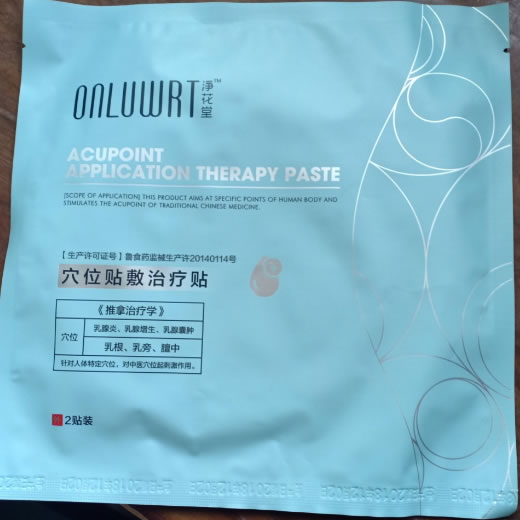 ONLUWRT™
净花堂
ACUPOINT
APPLICATION THERAPY PASTE
[SCOPE OF APPLICATION] THIS PRODUCT AIMS AT SPECIFIC POINTS OF HUMAN BODY AND
STIMULATES THE ACUPOINT OF TRADITIONAL CHINESE MEDICINE.
【生产许可证号】鲁食药监械生产许20140114号
穴位贴敷治疗贴
《推拿治疗学》
穴位
乳腺炎、乳腺增生、乳腺囊肿
乳根、乳旁、膻中
针对人体特定穴位，对中医穴位起刺激作用。
2贴装